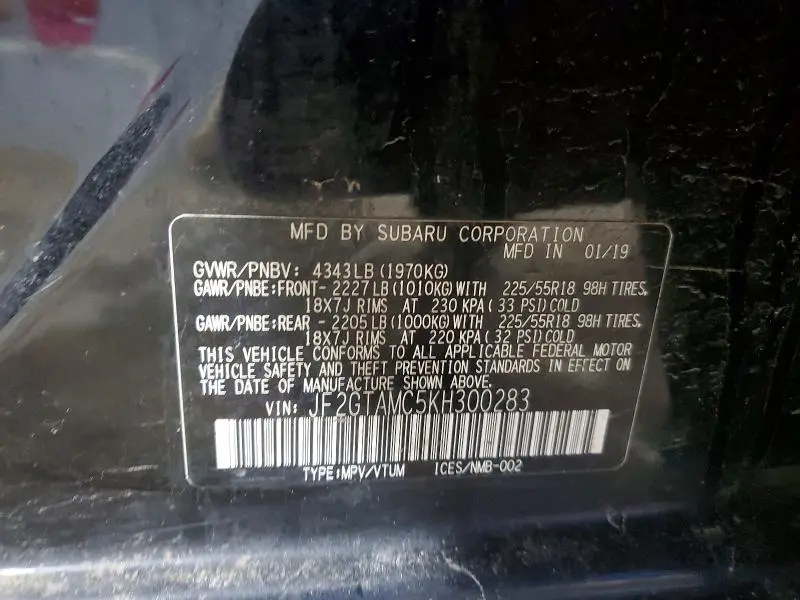 MFD BY SUBARU CORPORATION
MFD IN 01/19
GVWR/PNBV: 4343LB (1970KG)
GAWR/PNBE:FRONT- 2227LB (1010KG) WITH 225/55R18 98H TIRES,
18X7J RIMS AT 230 KPA (33 PSI) COLD
GAWR/PNBE:REAR - 2205LB (1000KG) WITH 225/55R18 98H TIRES,
18X7J RIMS AT 220 KPA (32 PSI) COLD
THIS VEHICLE CONFORMS TO ALL APPLICABLE FEDERAL MOTOR
VEHICLE SAFETY AND THEFT PREVENTION STANDARDS IN EFFECT ON
THE DATE OF MANUFACTURE SHOWN ABOVE.
VIN: JF2GTAMC5KH300283
TYPE:MPV/VTUM ICES/NMB-002